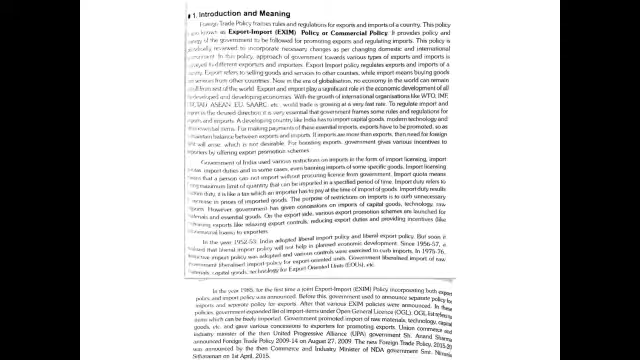 1. Introduction and Meaning
Foreign Trade Policy frames rules and regulations for exports and imports of a country. This policy
is also known as Export-Import (EXIM) Policy or Commercial Policy. It provides policy and
strategy of the government to be followed for promoting exports and regulating imports. This policy is
periodically reviewed to incorporate necessary changes as per changing domestic and international
environment. In this policy, approach of government towards various types of exports and imports is
conveyed to different exporters and importers. Export Import policy regulates exports and imports of a
country. Export refers to selling goods and services to other countries, while import means buying goods
and services from other countries. Now in the era of globalisation, no economy in the world can remain
cut off from rest of the world. Export and import play a significant role in the economic development of all
the developed and developing economies. With the growth of international organisations like WTO, IMF,
UNCTAD, ASEAN, EU, SAARC, etc., world trade is growing at a very fast rate. To regulate import and
export in the desired direction, it is very essential that government frames some rules and regulations for
exports and imports. A developing country like India has to import capital goods, modern technology and
other essential items. For making payments of these essential imports, exports have to be promoted, so as
to maintain balance between exports and imports. If imports are more than exports, then need for foreign
debt will arise, which is not desirable. For boosting exports, government gives various incentives to
exporters by offering export promotion schemes.
Government of India used various restrictions on imports in the form of import licensing, import
quotas, import duties and in some cases, even banning imports of some specific goods. Import licensing
means that a person can not import without procuring licence from government. Import quota means
fixing maximum limit of quantity that can be imported in a specified period of time. Import duty refers to
custom duty, it is like a tax which an importer has to pay at the time of import of goods. Import duty results
in increase in prices of imported goods. The purpose of restriction on imports is to curb unnecessary
imports. However, government has given concessions on imports of capital goods, technology, raw
materials and essential goods. On the export side, various export promotion schemes are launched for
increasing exports like relaxing export controls, reducing export duties and providing incentives like
financial to exporters.
In the year 1952-53, India adopted liberal import policy and liberal export policy. But soon it
realised that liberal import policy will not help in planned economic development. Since 1956-57, a
restrictive import policy was adopted and various controls were exercised to curb imports. In 1975-76,
Government liberalised import policy for export-oriented units. Government liberalised import of raw
materials, capital goods, technology for Export Oriented Units (EOUs), etc.
In the year 1985, for the first time a joint Export-Import (EXIM) Policy incorporating both export
policy, and import policy was announced. Before this, government used to announce separate policy for
imports and seperate policy for exports. After that various EXIM policies were announced. In these
policies, government expanded list of import-items under Open General Licence (OGL). OGL-list refers to
items which can be freely imported. Government promoted import of raw materials, technology, capital
goods, etc. and gave various concessions to exporters for promoting exports. Union commerce and
industry minister of the then United Progressive Alliance (UPA) government Sh. Anand Sharma
announced Foreign Trade Policy 2009-14 on August 27, 2009. The new Foreign Trade Policy, 2015-20
was announced by the then Commerce and Industry Minister of NDA government Smt. Nirmala
Sitharaman on 1st April, 2015.